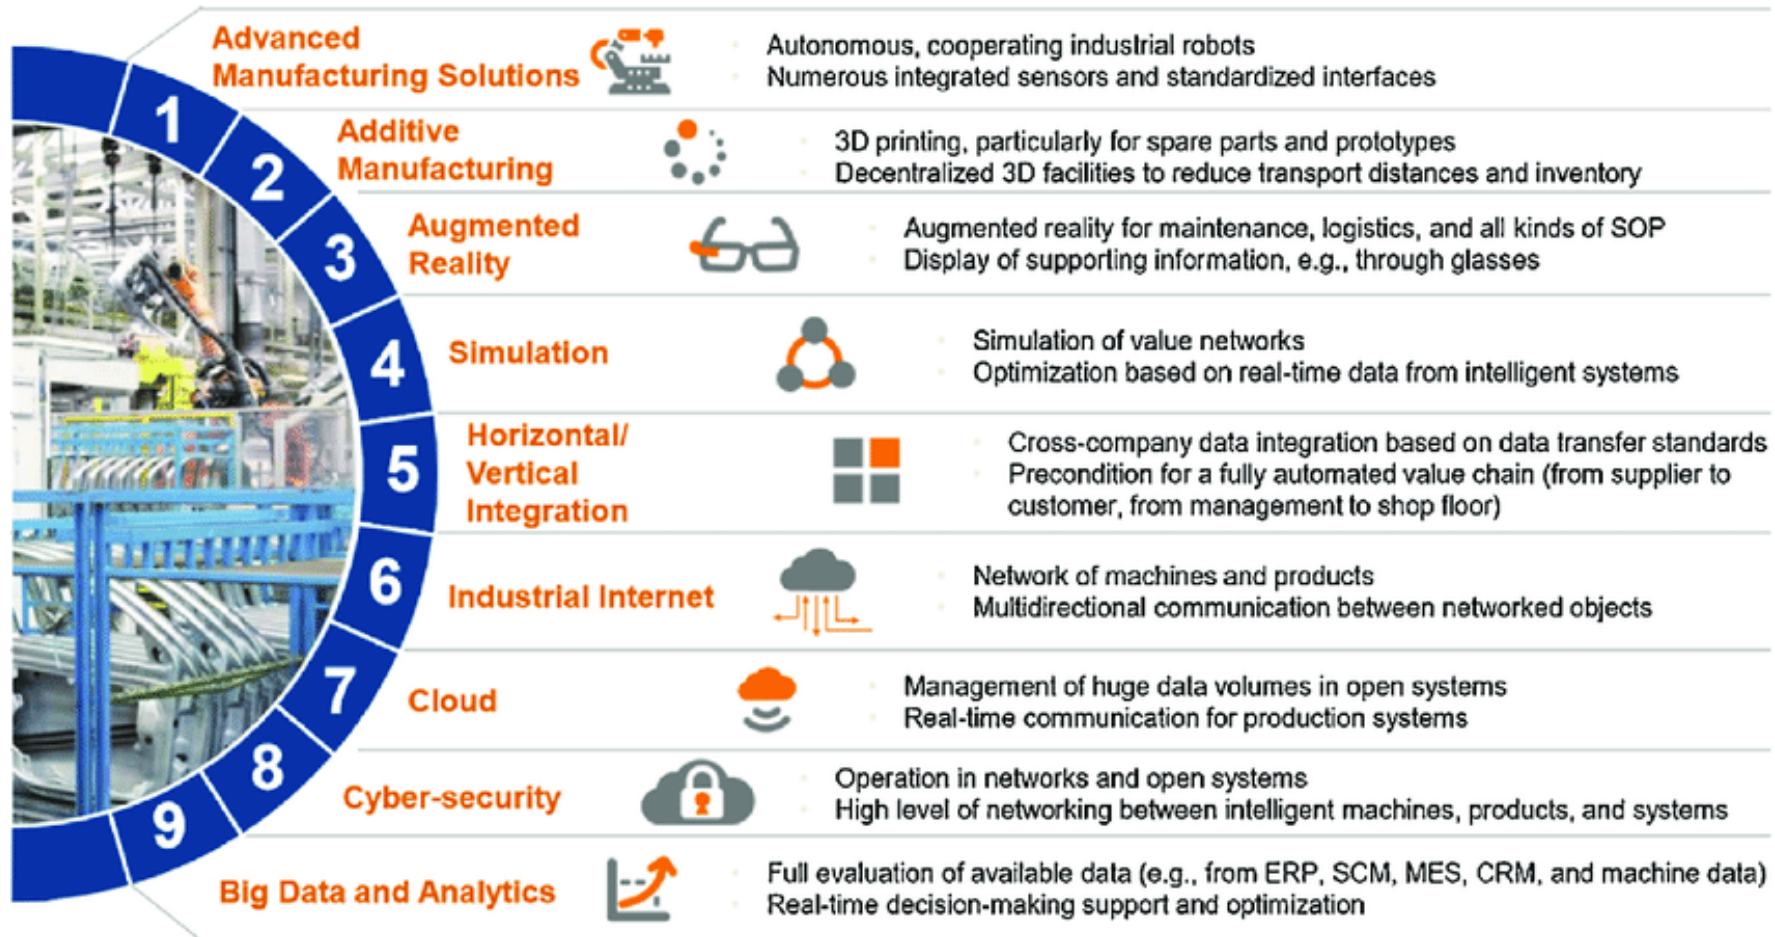 1
Advanced
Manufacturing Solutions
Autonomous, cooperating industrial robots
Numerous integrated sensors and standardized interfaces
2
Additive
Manufacturing
3D printing, particularly for spare parts and prototypes
Decentralized 3D facilities to reduce transport distances and inventory
3
Augmented
Reality
Augmented reality for maintenance, logistics, and all kinds of SOP
Display of supporting information, e.g., through glasses
4
Simulation
Simulation of value networks
Optimization based on real-time data from intelligent systems
5
Horizontal/
Vertical
Integration
Cross-company data integration based on data transfer standards
Precondition for a fully automated value chain (from supplier to
customer, from management to shop floor)
6
Industrial Internet
Network of machines and products
Multidirectional communication between networked objects
7
Cloud
Management of huge data volumes in open systems
Real-time communication for production systems
8
Cyber-security
Operation in networks and open systems
High level of networking between intelligent machines, products, and systems
9
Big Data and Analytics
Full evaluation of available data (e.g., from ERP, SCM, MES, CRM, and machine data)
Real-time decision-making support and optimization